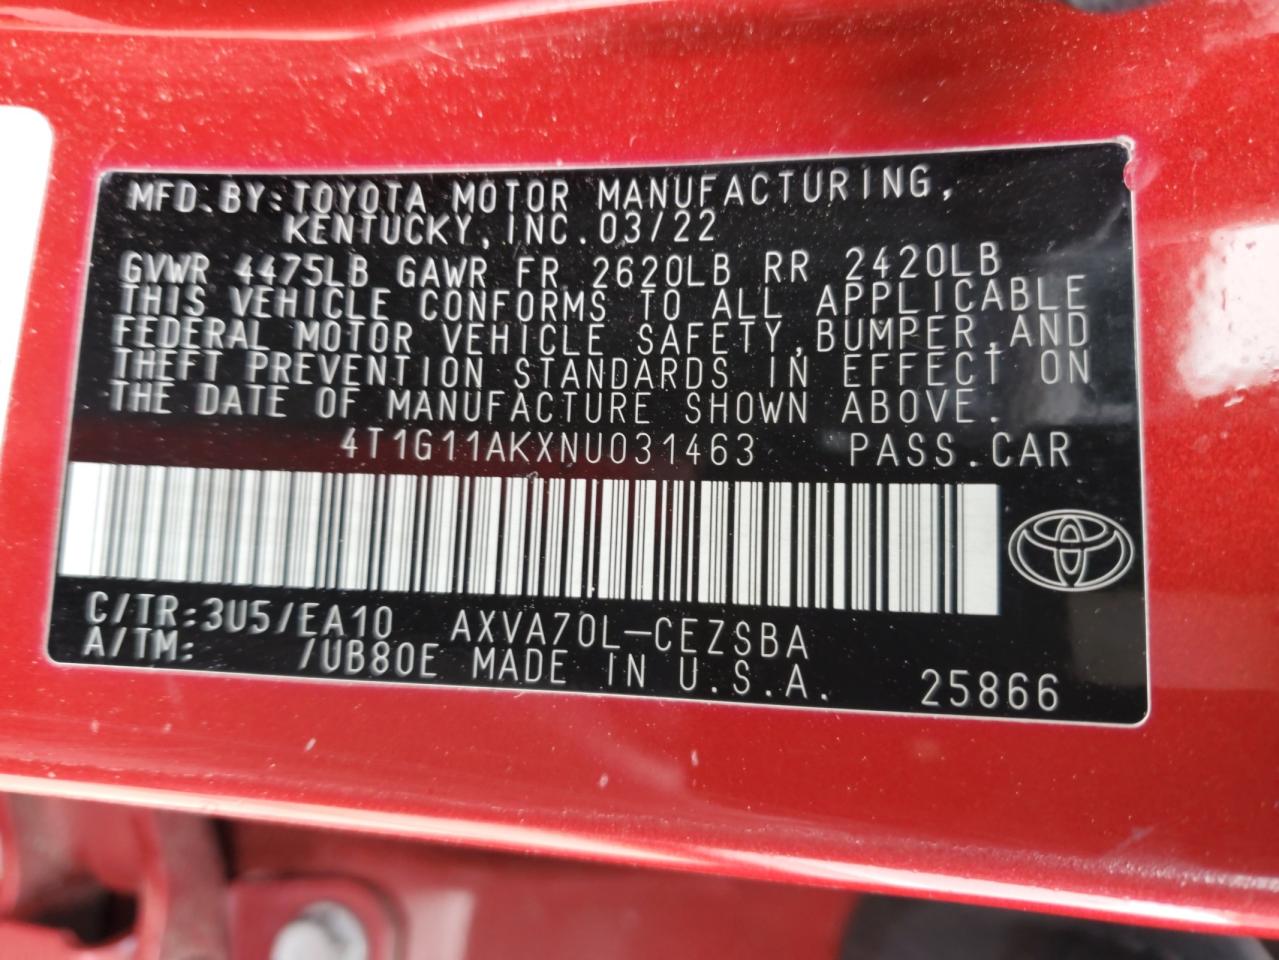 MFD. BY: TOYOTA MOTOR MANUFACTURING,
KENTUCKY, INC. 03/22
GVWR 4475LB GAWR FR 2620LB RR 2420LB
THIS VEHICLE CONFORMS TO ALL APPLICABLE
FEDERAL MOTOR VEHICLE SAFETY, BUMPER, AND
THEFT PREVENTION STANDARDS IN EFFECT ON
THE DATE OF MANUFACTURE SHOWN ABOVE.
4T1G11AKXNU031463 PASS. CAR
C/TR: 3U5/EA10 AXVA70L-CEZSBA
A/TM: /UB80E MADE IN U.S.A. 25866